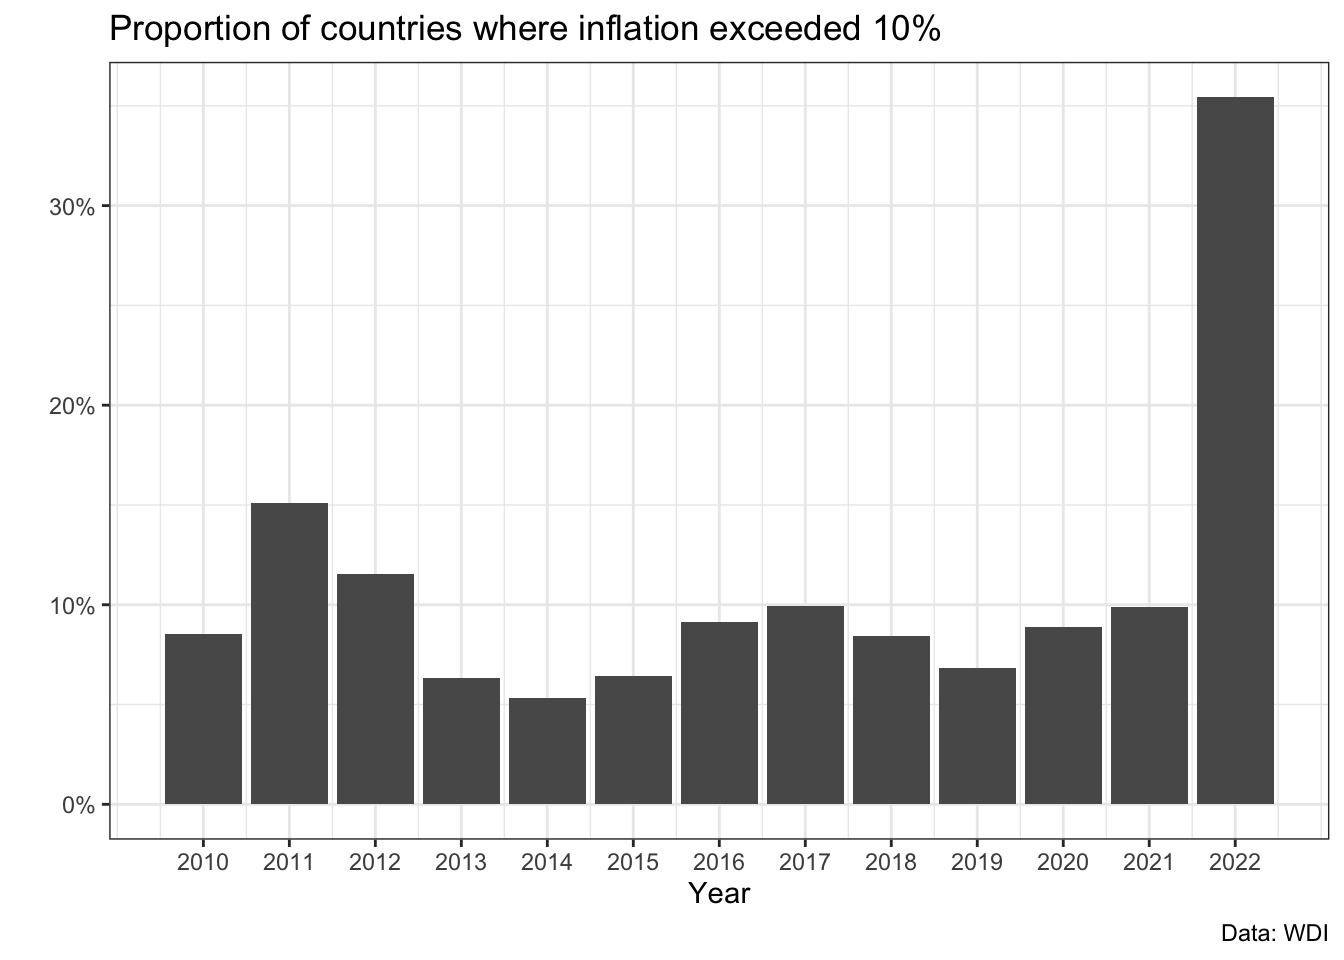 Proportion of countries where inflation exceeded 10%
30%
20%
10%
0%
2010 2011 2012 2013 2014 2015 2016 2017 2018 2019 2020 2021 2022
Year
Data: WDI